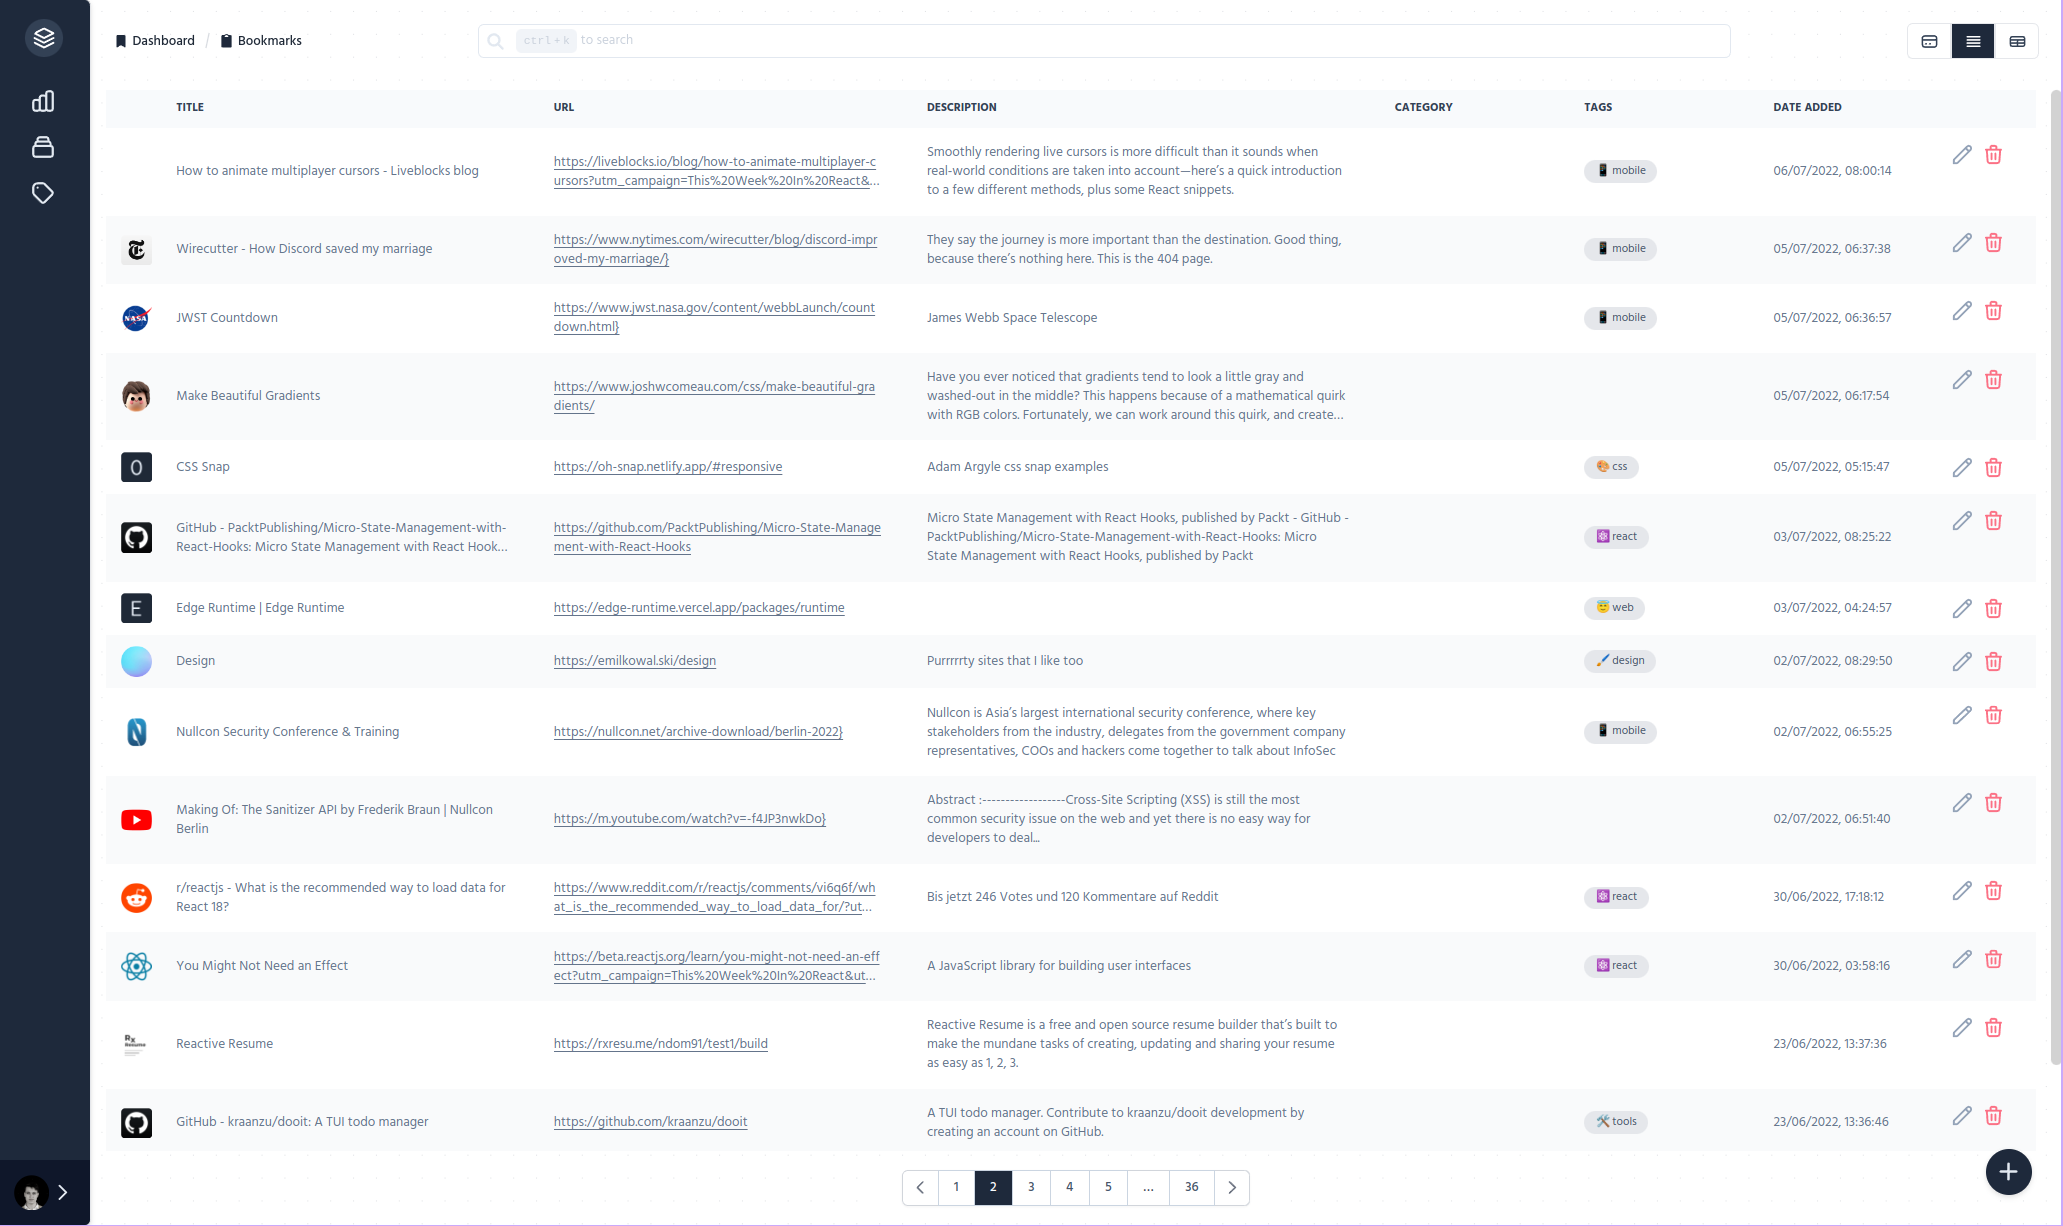 Dashboard / Bookmarks
ctrl+k to search
TITLE URL DESCRIPTION CATEGORY TAGS DATE ADDED
How to animate multiplayer cursors - Liveblocks blog
https://liveblocks.io/blog/how-to-animate-multiplayer-c
ursors?utm_campaign=This%20Week%20In%20React&...
Smoothly rendering live cursors is more difficult than it sounds when
real-world conditions are taken into account—here's a quick introduction
to a few different methods, plus some React snippets.
📱 mobile
06/07/2022, 08:00:14
Wirecutter - How Discord saved my marriage
https://www.nytimes.com/wirecutter/blog/discord-impr
oved-my-marriage/}
They say the journey is more important than the destination. Good thing,
because there's nothing here. This is the 404 page.
📱 mobile
05/07/2022, 06:37:38
NASA
JWST Countdown
https://www.jwst.nasa.gov/content/webbLaunch/count
down.html}
James Webb Space Telescope
📱 mobile
05/07/2022, 06:36:57
Make Beautiful Gradients
https://www.joshwcomeau.com/css/make-beautiful-gra
dients/
Have you ever noticed that gradients tend to look a little gray and
washed-out in the middle? This happens because of a mathematical quirk
with RGB colors. Fortunately, we can work around this quirk, and create...
05/07/2022, 06:17:54
O
CSS Snap
https://oh-snap.netlify.app/#responsive
Adam Argyle css snap examples
🎨 css
05/07/2022, 05:15:47
GitHub - PacktPublishing/Micro-State-Management-with-
React-Hooks: Micro State Management with React Hook...
https://github.com/PacktPublishing/Micro-State-Manage
ment-with-React-Hooks
Micro State Management with React Hooks, published by Packt - GitHub -
PacktPublishing/Micro-State-Management-with-React-Hooks: Micro
State Management with React Hooks, published by Packt
⚛️ react
03/07/2022, 08:25:22
E
Edge Runtime | Edge Runtime
https://edge-runtime.vercel.app/packages/runtime
😇 web
03/07/2022, 04:24:57
Design
https://emilkowal.ski/design
Purrrrrty sites that I like too
🖌️ design
02/07/2022, 08:29:50
Nullcon Security Conference & Training
https://nullcon.net/archive-download/berlin-2022}
Nullcon is Asia's largest international security conference, where key
stakeholders from the industry, delegates from the government company
representatives, COOs and hackers come together to talk about InfoSec
📱 mobile
02/07/2022, 06:55:25
Making Of: The Sanitizer API by Frederik Braun | Nullcon
Berlin
https://m.youtube.com/watch?v=-f4JP3nwkDo}
Abstract :------------------Cross-Site Scripting (XSS) is still the most
common security issue on the web and yet there is no easy way for
developers to deal...
02/07/2022, 06:51:40
r/reactjs - What is the recommended way to load data for
React 18?
https://www.reddit.com/r/reactjs/comments/vi6q6f/wh
at_is_the_recommended_way_to_load_data_for/?ut...
Bis jetzt 246 Votes und 120 Kommentare auf Reddit
⚛️ react
30/06/2022, 17:18:12
You Might Not Need an Effect
https://beta.reactjs.org/learn/you-might-not-need-an-eff
ect?utm_campaign=This%20Week%20In%20React&ut...
A JavaScript library for building user interfaces
⚛️ react
30/06/2022, 03:58:16
Rx
Resume
Reactive Resume
https://rxresu.me/ndom91/test1/build
Reactive Resume is a free and open source resume builder that's built to
make the mundane tasks of creating, updating and sharing your resume
as easy as 1, 2, 3.
23/06/2022, 13:37:36
GitHub - kraanzu/dooit: A TUI todo manager
https://github.com/kraanzu/dooit
A TUI todo manager. Contribute to kraanzu/dooit development by
creating an account on GitHub.
🛠️ tools
23/06/2022, 13:36:46
1 2 3 4 5 ... 36